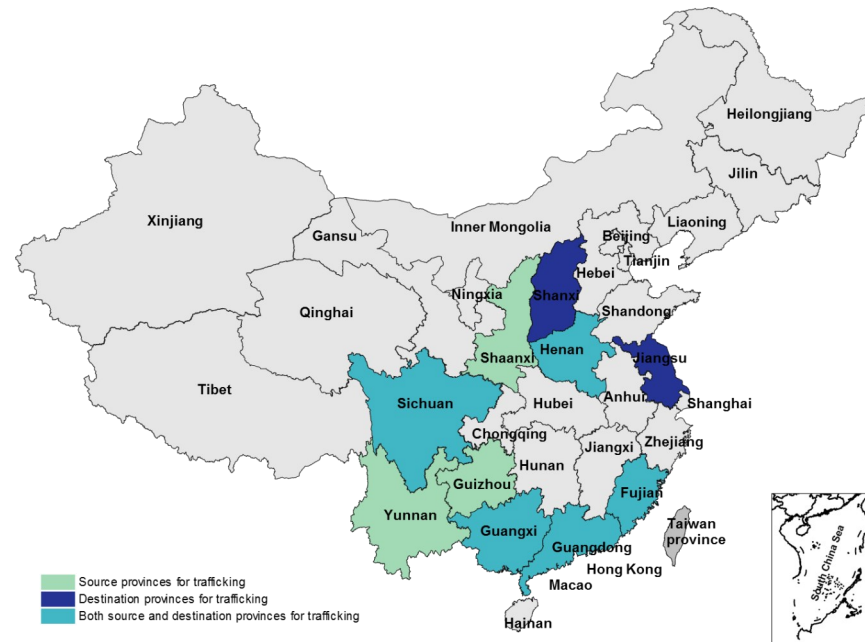 Heilongjiang
Jilin
Xinjiang
Inner Mongolia
Liaoning
Gansu
Beijing
Tianjin
Hebei
Ningxia
Shanxi
Qinghai
Shandong
Shaanxi
Henan
Jiangsu
Tibet
Sichuan
Hubei
Anhui
Shanghai
Chongqing
Jiangxi
Zhejiang
Hunan
Guizhou
Fujian
Yunnan
Guangxi
Taiwan
province
Guangdong
Hong Kong
Macao
Hainan
South China Sea
Source provinces for trafficking
Destination provinces for trafficking
Both source and destination provinces for trafficking